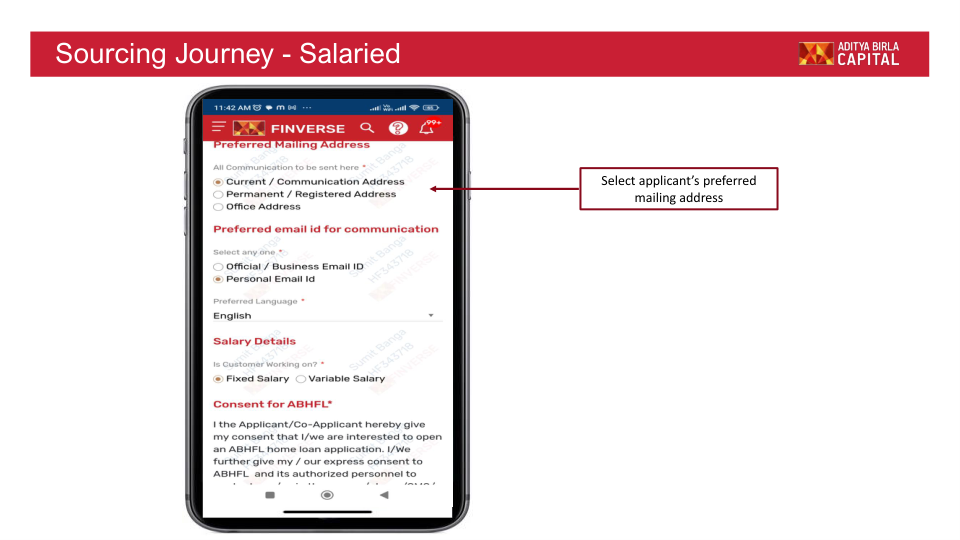 Sourcing Journey - Salaried
ADITYA BIRLA
CAPITAL
11:42 AM
FINVERSE
99+
Preferred Mailing Address
All Communication to be sent here *
Current / Communication Address
Permanent / Registered Address
Office Address
Select applicant's preferred
mailing address
Preferred email id for communication
Select any one *
Official / Business Email ID
Personal Email Id
Preferred Language *
English
Salary Details
Is Customer Working on? *
Fixed Salary
Variable Salary
Consent for ABHFL*
I the Applicant/Co-Applicant hereby give
my consent that I/we are interested to open
an ABHFL home loan application. I/We
further give my / our express consent to
ABHFL and its authorized personnel to
Sumit Banga
HF343718